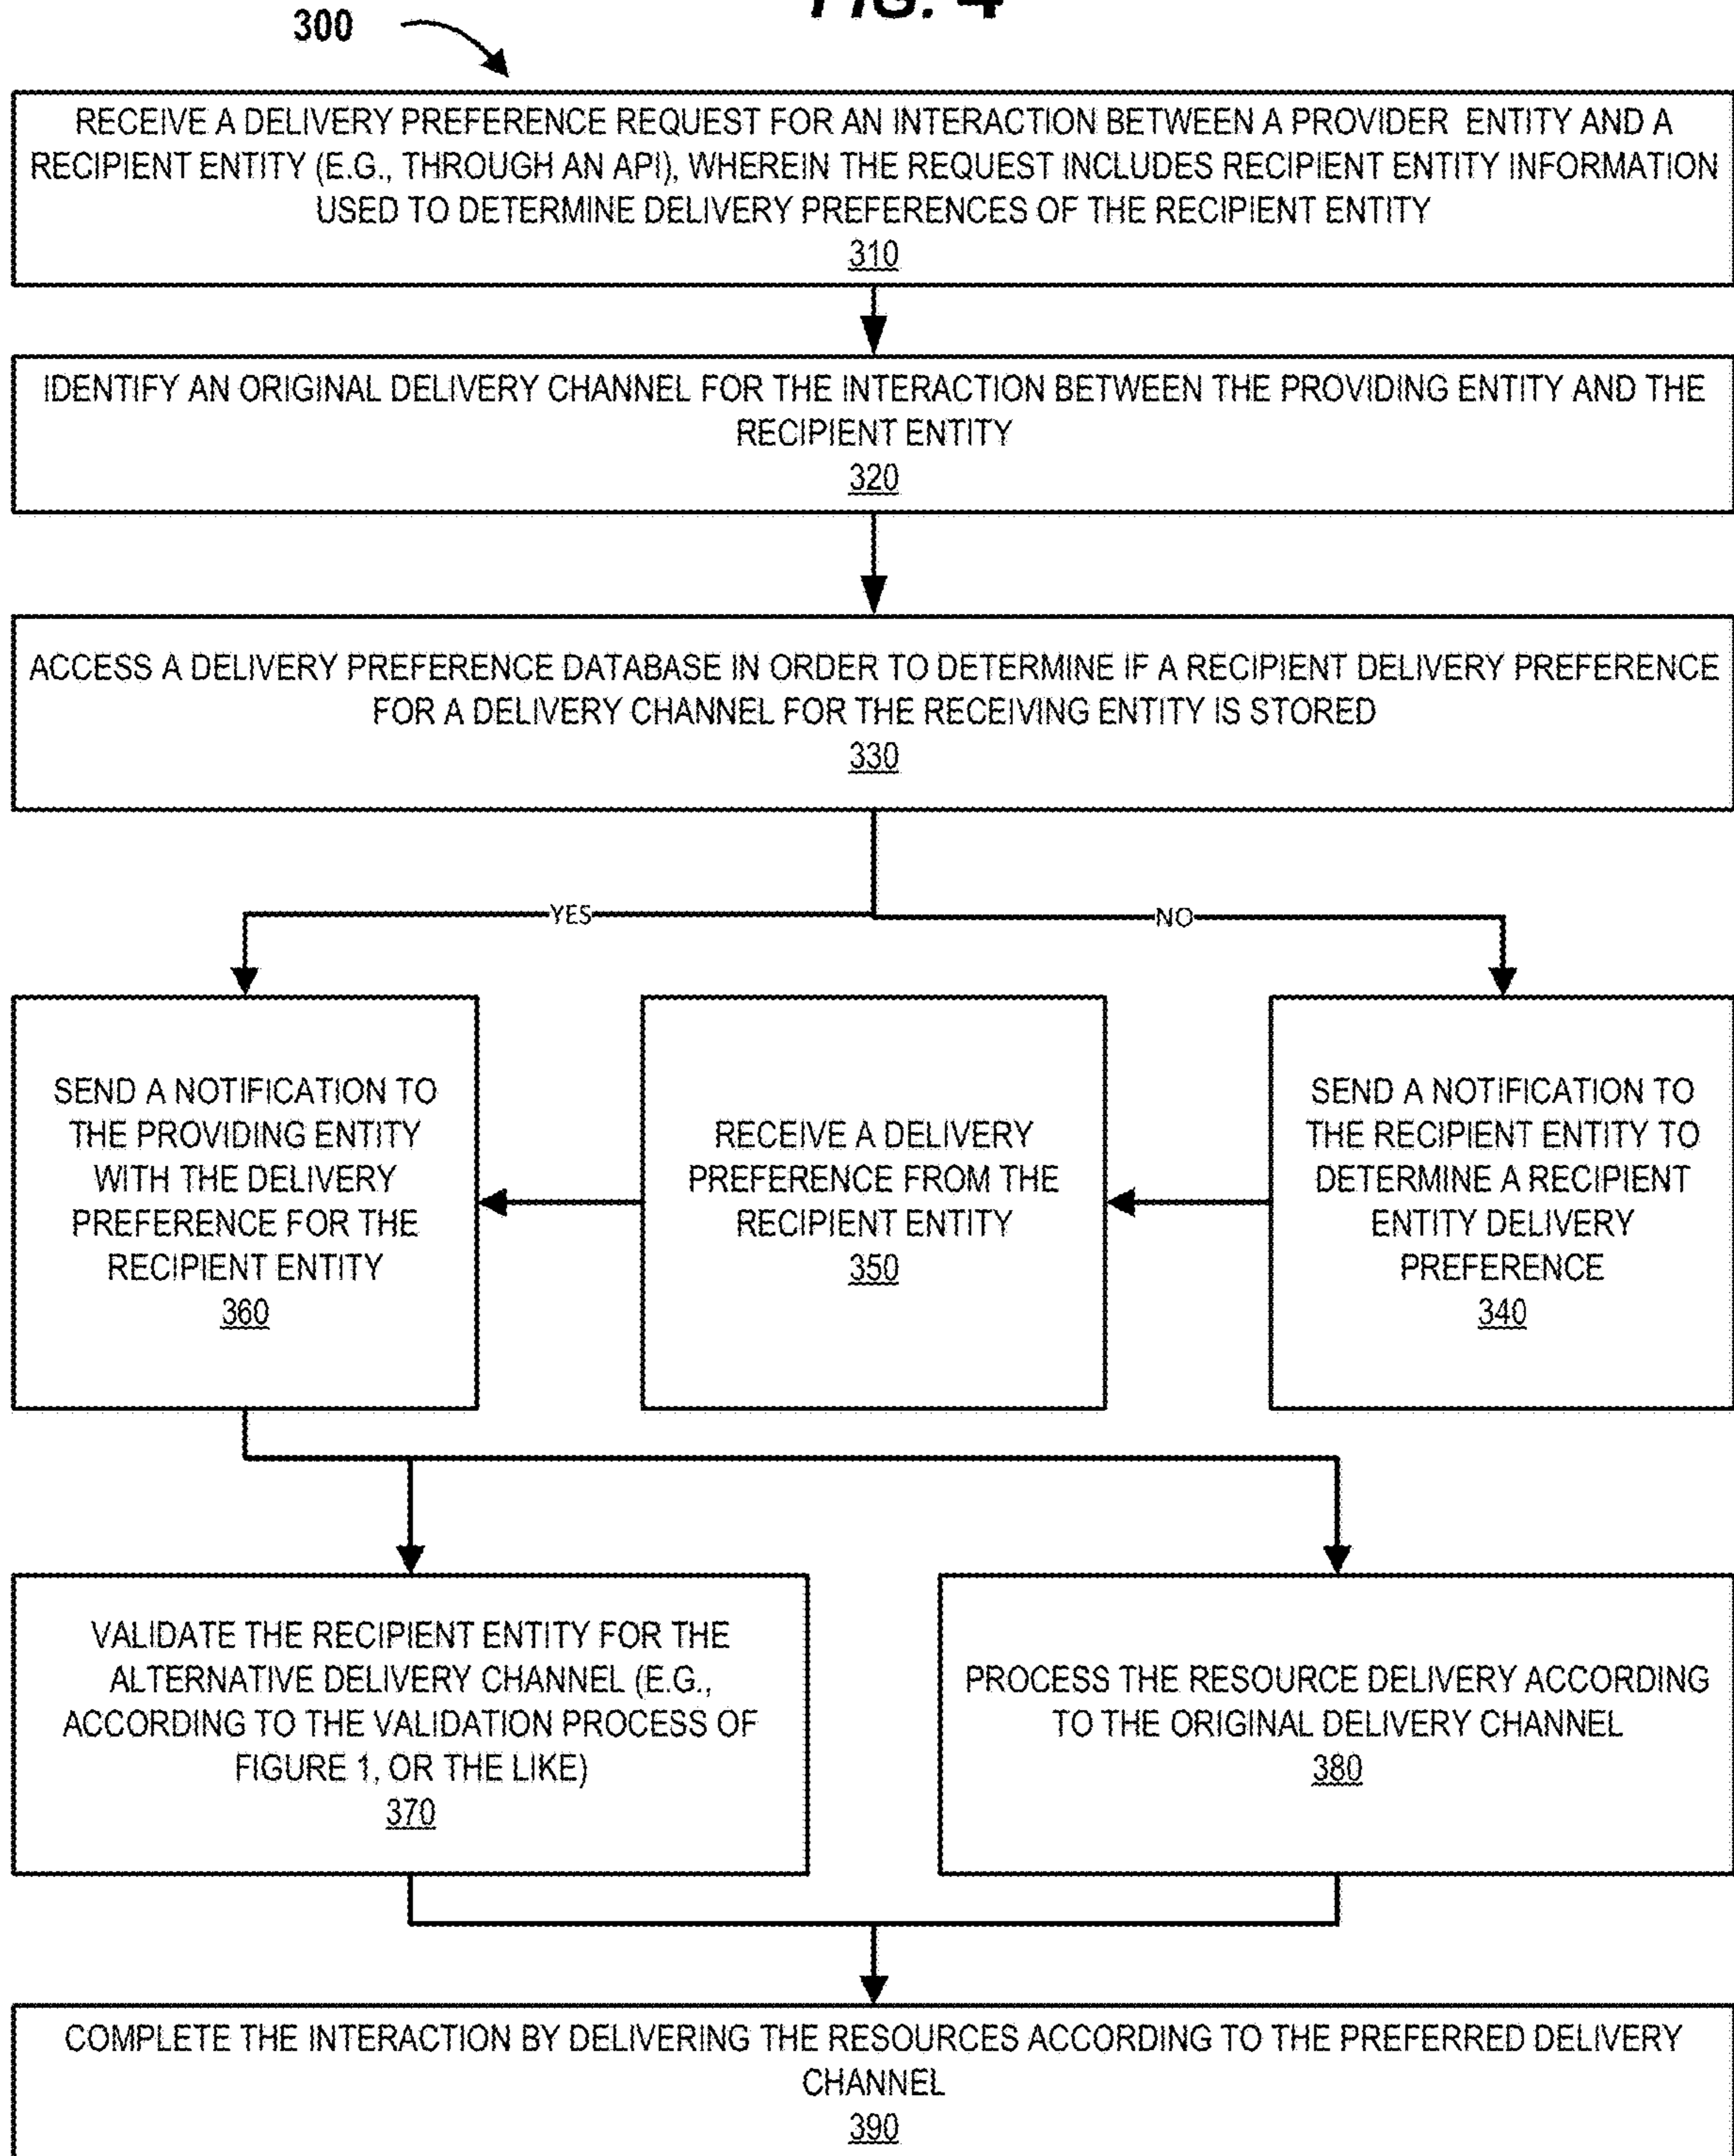 FIG. 4
300
RECEIVE A DELIVERY PREFERENCE REQUEST FOR AN INTERACTION BETWEEN A PROVIDER ENTITY AND A
RECIPIENT ENTITY (E.G., THROUGH AN API), WHEREIN THE REQUEST INCLUDES RECIPIENT ENTITY INFORMATION
USED TO DETERMINE DELIVERY PREFERENCES OF THE RECIPIENT ENTITY
310
IDENTIFY AN ORIGINAL DELIVERY CHANNEL FOR THE INTERACTION BETWEEN THE PROVIDING ENTITY AND THE
RECIPIENT ENTITY
320
ACCESS A DELIVERY PREFERENCE DATABASE IN ORDER TO DETERMINE IF A RECIPIENT DELIVERY PREFERENCE
FOR A DELIVERY CHANNEL FOR THE RECEIVING ENTITY IS STORED
330
YES
NO
SEND A NOTIFICATION TO
THE PROVIDING ENTITY
WITH THE DELIVERY
PREFERENCE FOR THE
RECIPIENT ENTITY
360
RECEIVE A DELIVERY
PREFERENCE FROM THE
RECIPIENT ENTITY
350
SEND A NOTIFICATION TO
THE RECIPIENT ENTITY TO
DETERMINE A RECIPIENT
ENTITY DELIVERY
PREFERENCE
340
VALIDATE THE RECIPIENT ENTITY FOR THE
ALTERNATIVE DELIVERY CHANNEL (E.G.,
ACCORDING TO THE VALIDATION PROCESS OF
FIGURE 1, OR THE LIKE)
370
PROCESS THE RESOURCE DELIVERY ACCORDING
TO THE ORIGINAL DELIVERY CHANNEL
380
COMPLETE THE INTERACTION BY DELIVERING THE RESOURCES ACCORDING TO THE PREFERRED DELIVERY
CHANNEL
390